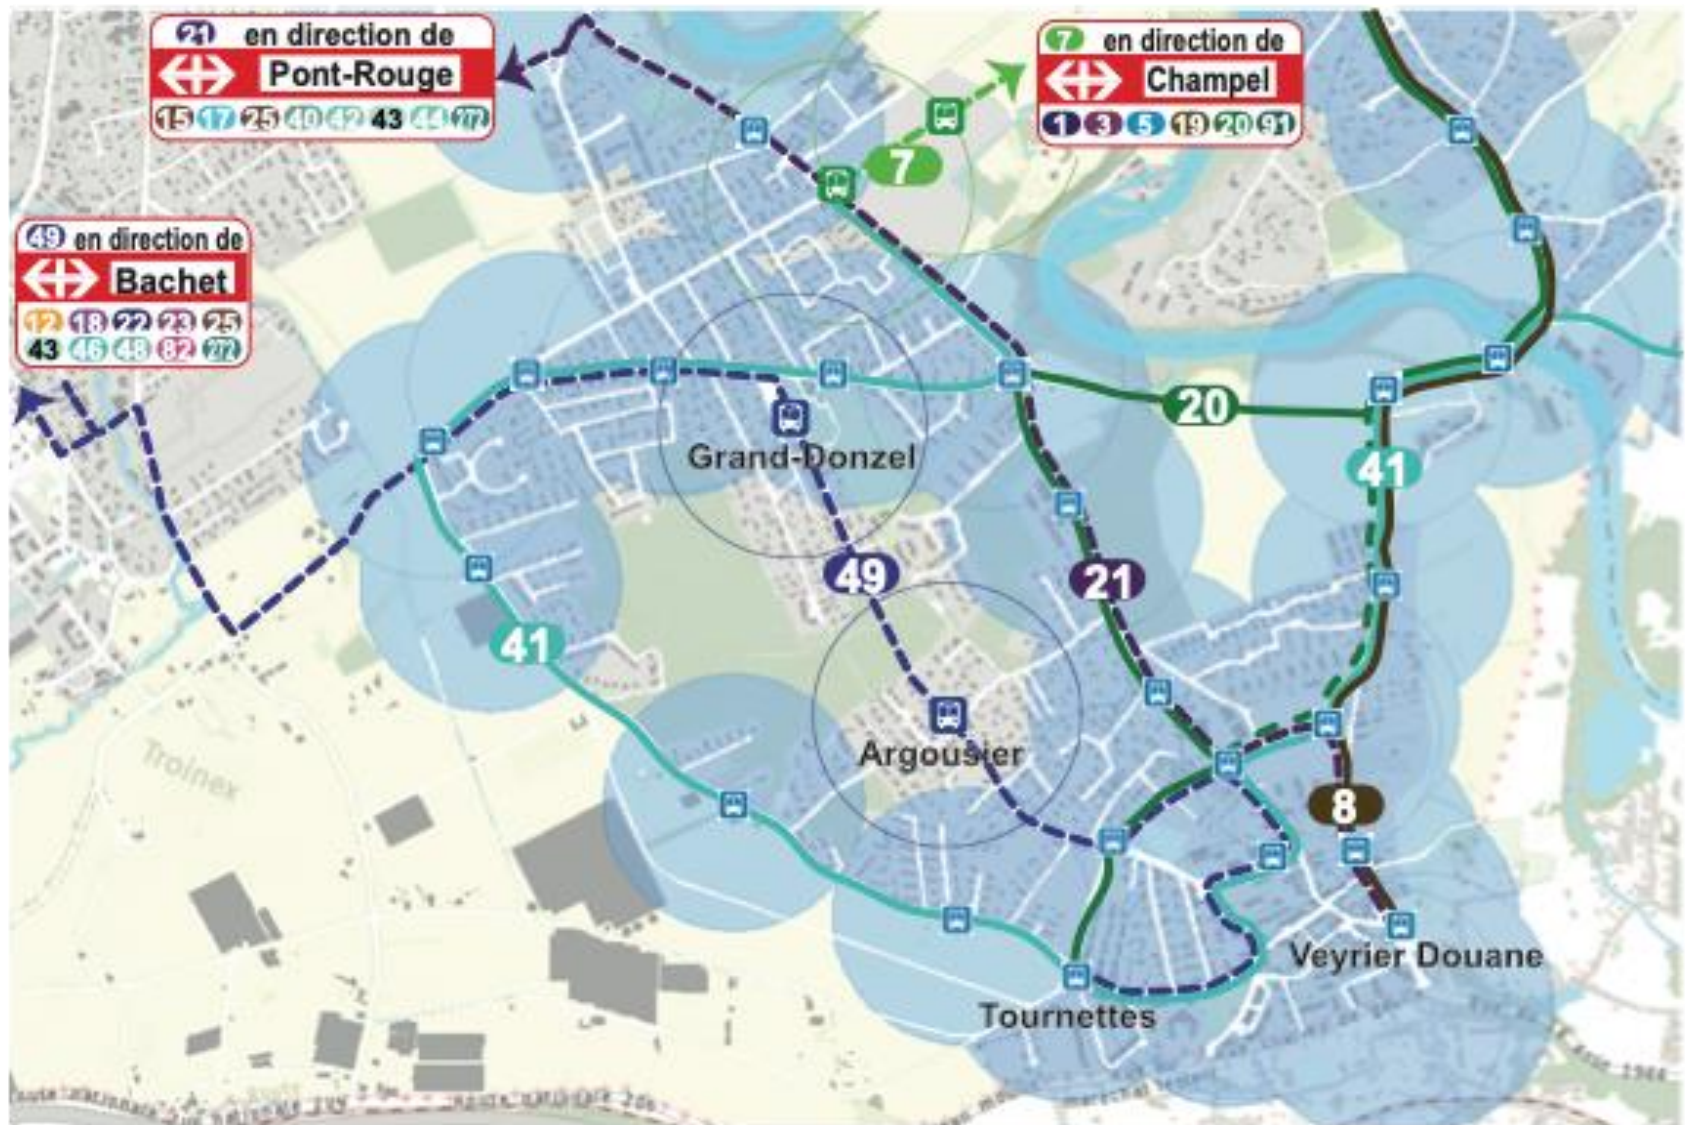 21 en direction de
Pont-Rouge
15 17 25 40 42 43 44 272
7 en direction de
Champel
1 3 5 19 20 91
7
49 en direction de
Bachet
12 18 22 23 25
43 46 48 82 272
20
Grand-Donzel
41
49
21
41
Argousier
Troinex
8
Veyrier Douane
Tournettes